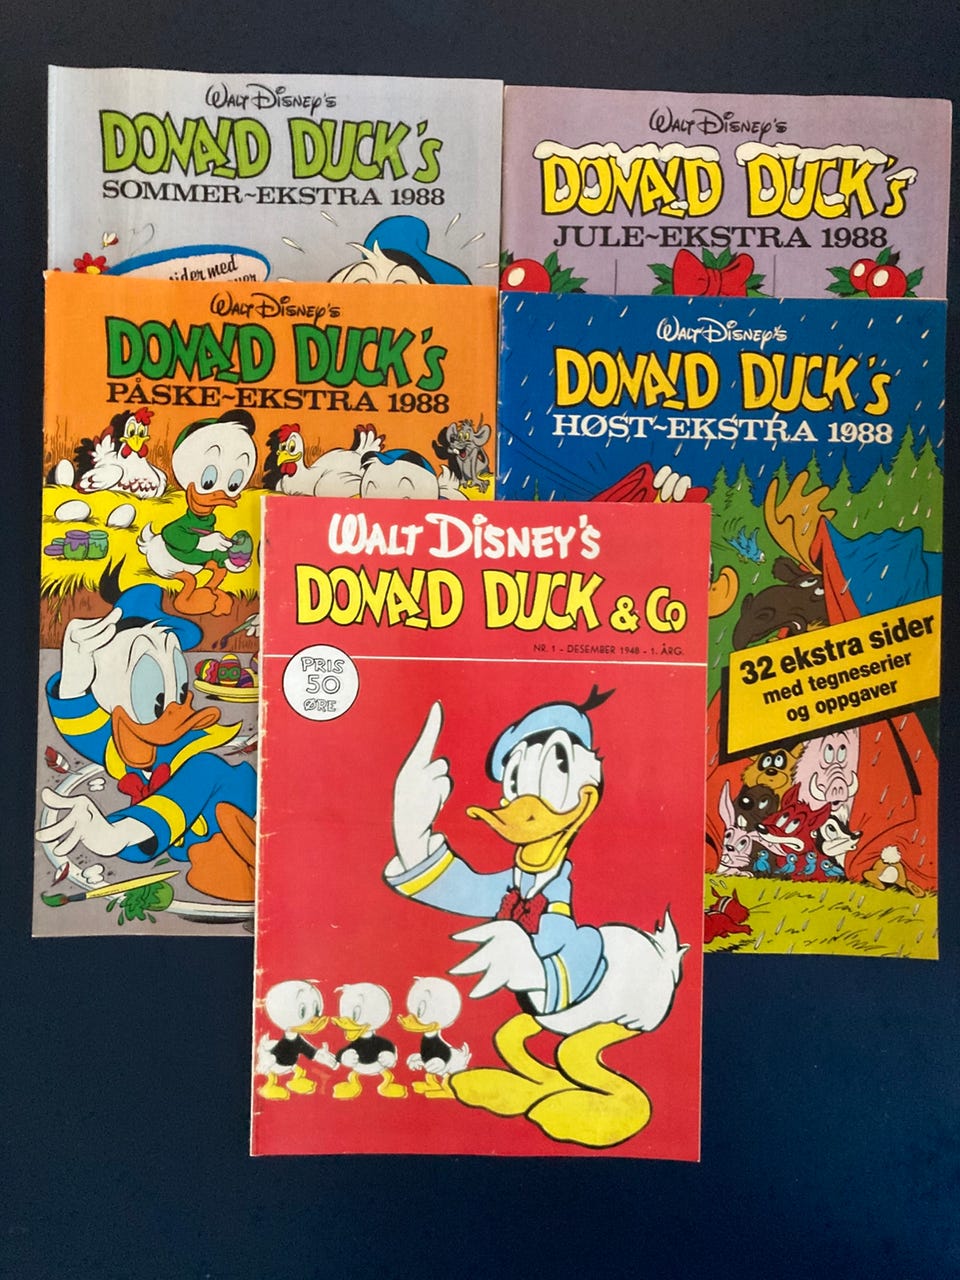 WALT DISNEY'S
DONALD DUCK's
SOMMER~EKSTRA 1988
sider med
WALT DISNEY'S
DONALD DUCK's
JULE~EKSTRA 1988
WALT DISNEY'S
DONALD DUCK's
PÅSKE~EKSTRA 1988
WALT DISNEY'S
DONALD DUCK's
HØST~EKSTRA 1988
32 ekstra sider
med tegneserier
og oppgaver
WALT DISNEY'S
DONALD DUCK & Co
NR. 1 - DESEMBER 1948 - 1. ÅRG.
PRIS
50
ØRE